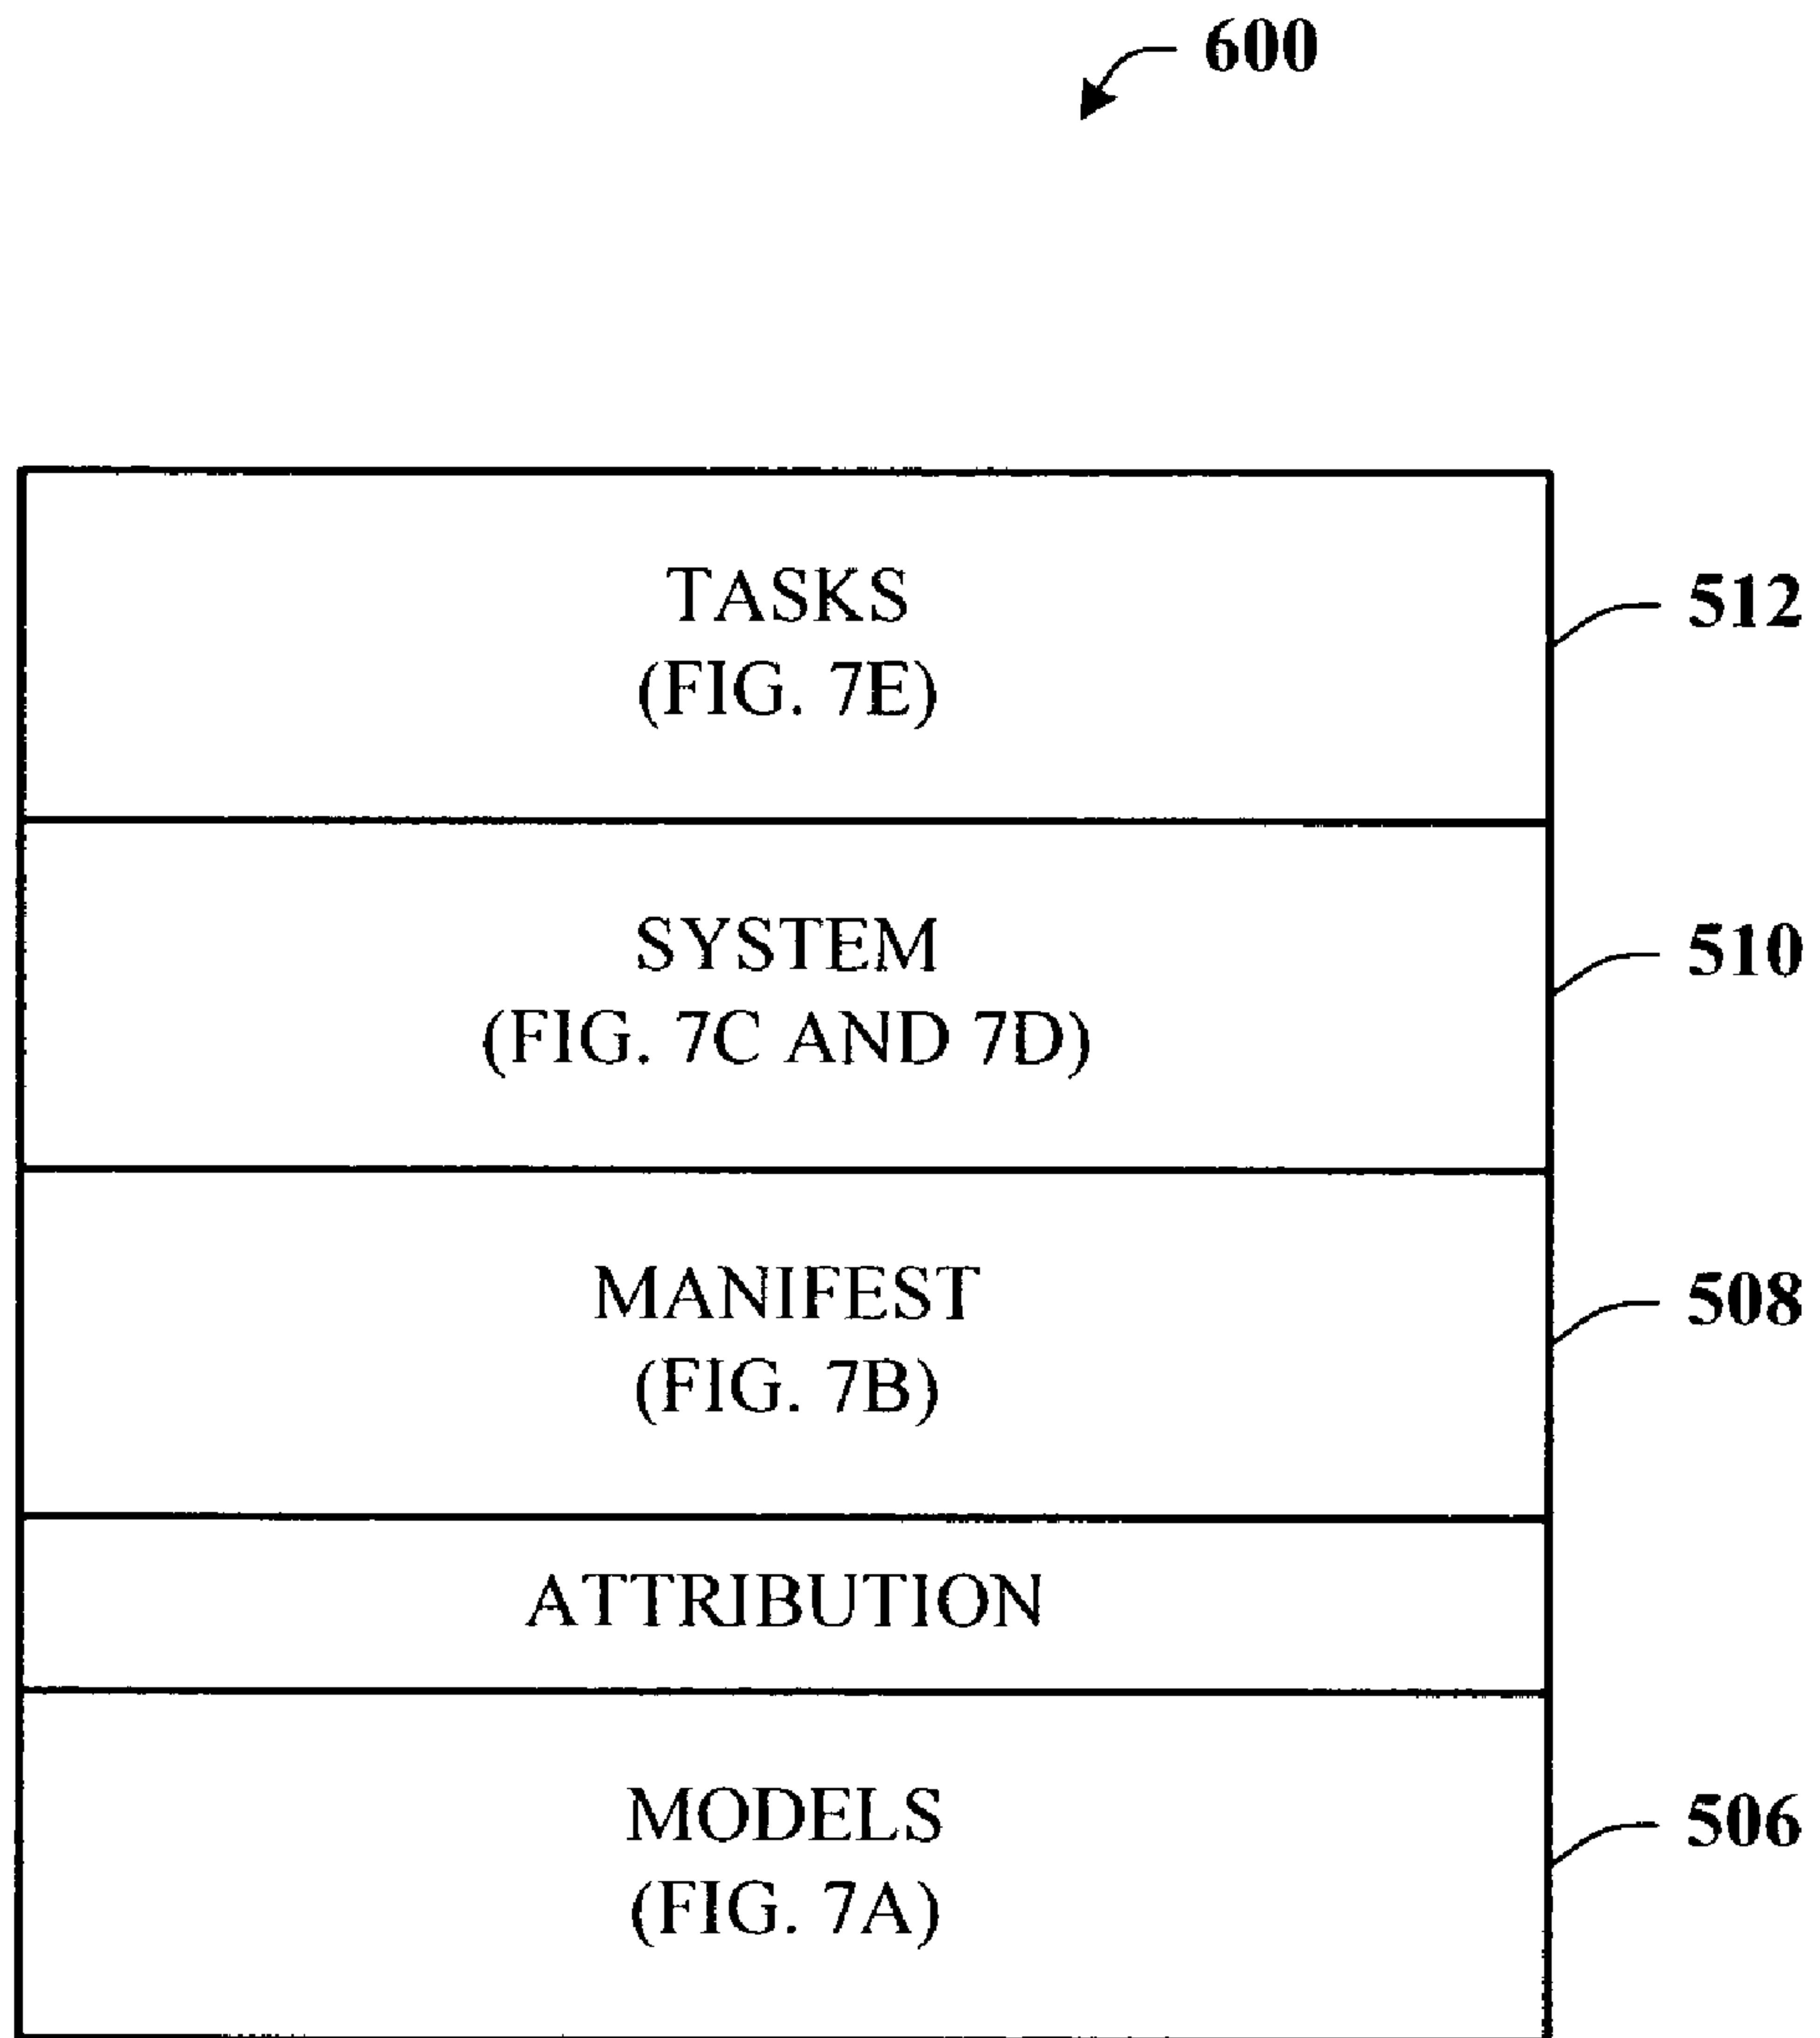 600
TASKS
(FIG. 7E)
512
SYSTEM
(FIG. 7C AND 7D)
510
MANIFEST
(FIG. 7B)
508
ATTRIBUTION
MODELS
(FIG. 7A)
506